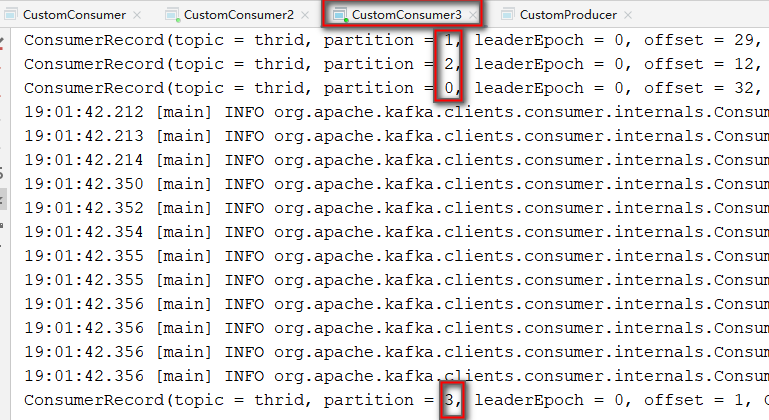 CustomConsumer CustomConsumer2 CustomConsumer3 CustomProducer
ConsumerRecord(topic = thrid, partition = 1, leaderEpoch = 0, offset = 29,
ConsumerRecord(topic = thrid, partition = 2, leaderEpoch = 0, offset = 12,
ConsumerRecord(topic = thrid, partition = 0, leaderEpoch = 0, offset = 32,
19:01:42.212 [main] INFO org.apache.kafka.clients.consumer.internals.Consum
19:01:42.213 [main] INFO org.apache.kafka.clients.consumer.internals.Consum
19:01:42.214 [main] INFO org.apache.kafka.clients.consumer.internals.Consum
19:01:42.350 [main] INFO org.apache.kafka.clients.consumer.internals.Consum
19:01:42.352 [main] INFO org.apache.kafka.clients.consumer.internals.Consum
19:01:42.354 [main] INFO org.apache.kafka.clients.consumer.internals.Consum
19:01:42.355 [main] INFO org.apache.kafka.clients.consumer.internals.Consum
19:01:42.355 [main] INFO org.apache.kafka.clients.consumer.internals.Consum
19:01:42.356 [main] INFO org.apache.kafka.clients.consumer.internals.Consum
19:01:42.356 [main] INFO org.apache.kafka.clients.consumer.internals.Consum
19:01:42.356 [main] INFO org.apache.kafka.clients.consumer.internals.Consum
19:01:42.356 [main] INFO org.apache.kafka.clients.consumer.internals.Consum
ConsumerRecord(topic = thrid, partition = 3, leaderEpoch = 0, offset = 1, C